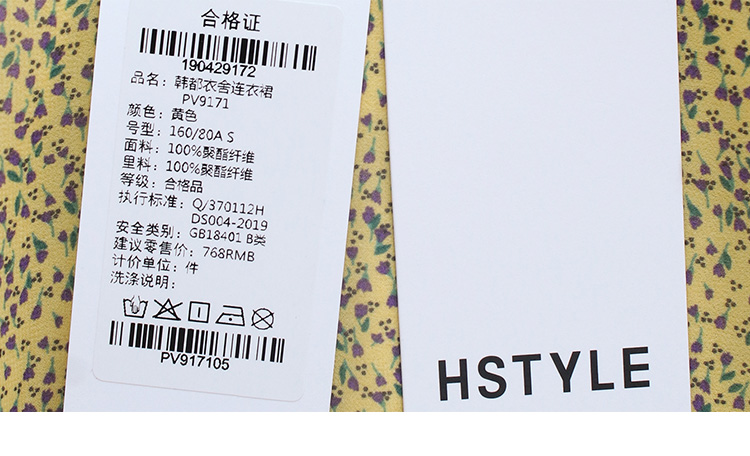 合格证
190429172
品名：韩都衣舍连衣裙
PV9171
颜色：黄色
号型：160/80A S
面料：100%聚酯纤维
里料：100%聚酯纤维
等级：合格品
执行标准：Q/370112H
DS004-2019
安全类别：GB18401 B类
建议零售价：768RMB
计价单位：件
洗涤说明：
PV917105
HSTYLE